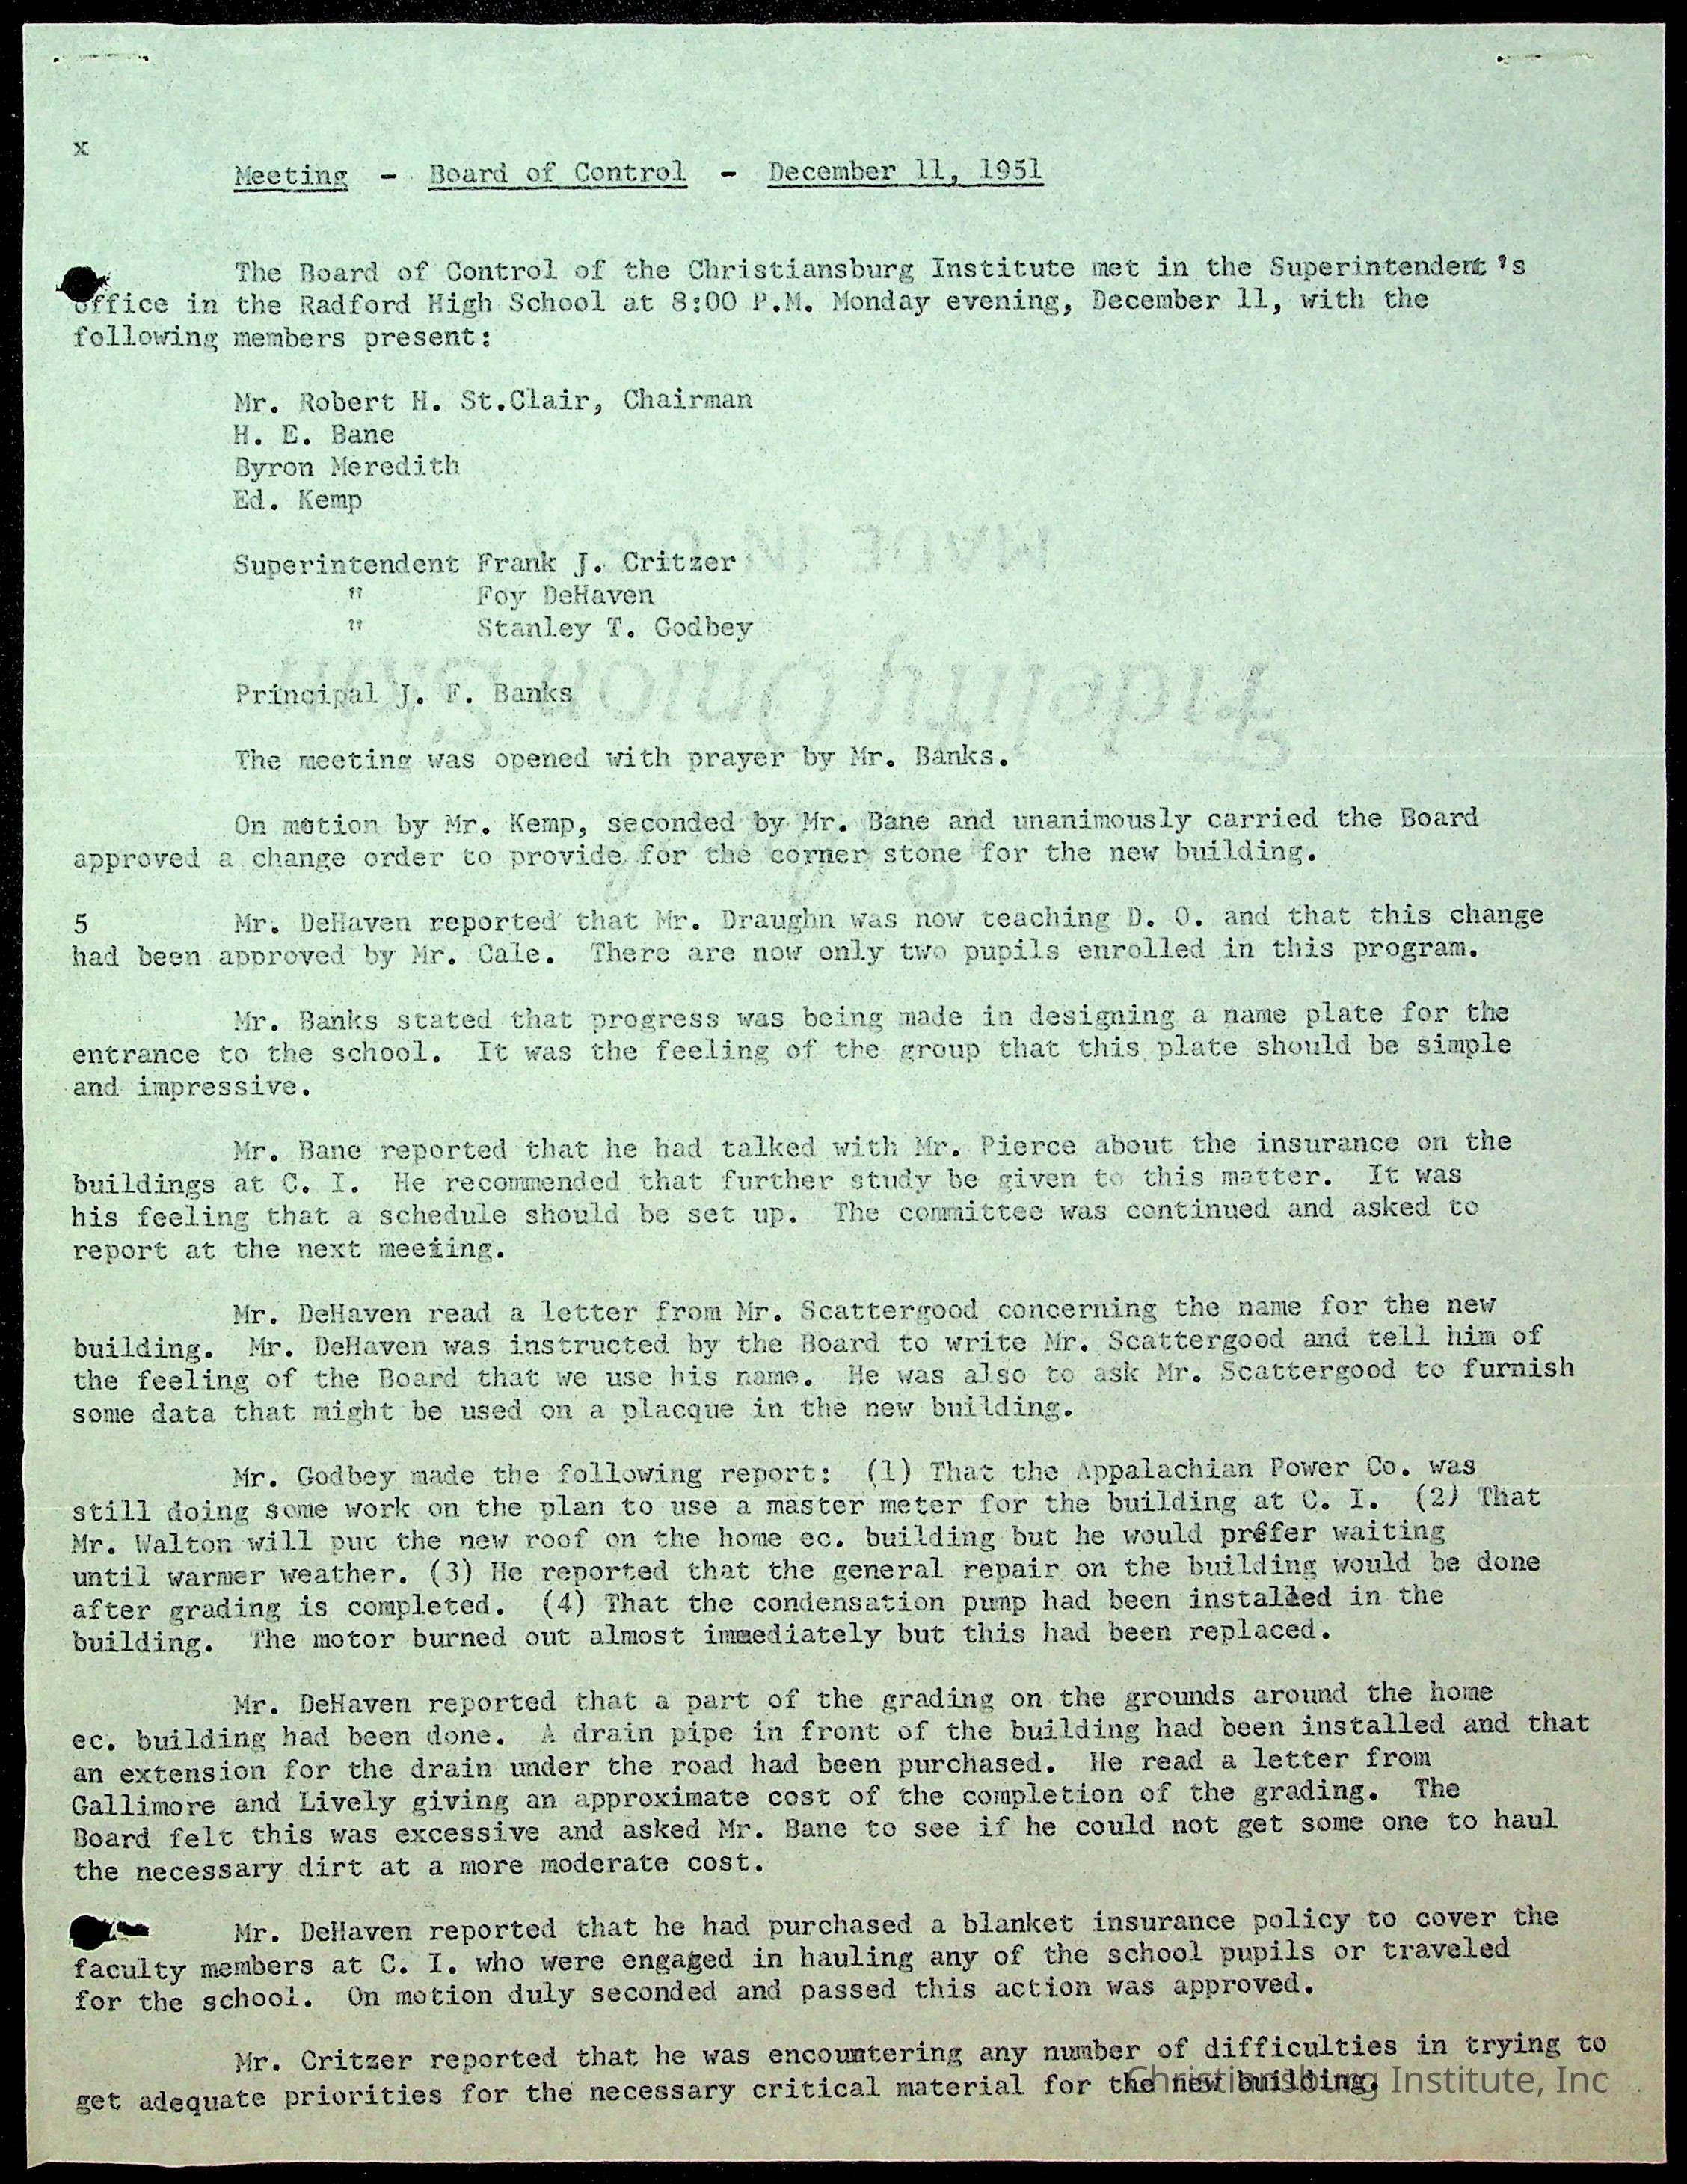 x
Meeting - Board of Control - December 11, 1951
The Board of Control of the Christiansburg Institute met in the Superintendent's
office in the Radford High School at 8:00 P.M. Monday evening, December 11, with the
following members present:
Mr. Robert H. St.Clair, Chairman
H. E. Bane
Byron Meredith
Ed. Kemp
Superintendent Frank J. Critzer
" Foy DeHaven
" Stanley T. Godbey
Principal J. F. Banks
The meeting was opened with prayer by Mr. Banks.
On motion by Mr. Kemp, seconded by Mr. Bane and unanimously carried the Board
approved a change order to provide for the corner stone for the new building.
5 Mr. DeHaven reported that Mr. Draughn was now teaching D. O. and that this change
had been approved by Mr. Cale. There are now only two pupils enrolled in this program.
Mr. Banks stated that progress was being made in designing a name plate for the
entrance to the school. It was the feeling of the group that this plate should be simple
and impressive.
Mr. Bane reported that he had talked with Mr. Pierce about the insurance on the
buildings at C. I. He recommended that further study be given to this matter. It was
his feeling that a schedule should be set up. The committee was continued and asked to
report at the next meeting.
Mr. DeHaven read a letter from Mr. Scattergood concerning the name for the new
building. Mr. DeHaven was instructed by the Board to write Mr. Scattergood and tell him of
the feeling of the Board that we use his name. He was also to ask Mr. Scattergood to furnish
some data that might be used on a placque in the new building.
Mr. Godbey made the following report: (1) That the Appalachian Power Co. was
still doing some work on the plan to use a master meter for the building at C. I. (2) That
Mr. Walton will put the new roof on the home ec. building but he would prefer waiting
until warmer weather. (3) He reported that the general repair on the building would be done
after grading is completed. (4) That the condensation pump had been installed in the
building. The motor burned out almost immediately but this had been replaced.
Mr. DeHaven reported that a part of the grading on the grounds around the home
ec. building had been done. A drain pipe in front of the building had been installed and that
an extension for the drain under the road had been purchased. He read a letter from
Gallimore and Lively giving an approximate cost of the completion of the grading. The
Board felt this was excessive and asked Mr. Bane to see if he could not get some one to haul
the necessary dirt at a more moderate cost.
Mr. DeHaven reported that he had purchased a blanket insurance policy to cover the
faculty members at C. I. who were engaged in hauling any of the school pupils or traveled
for the school. On motion duly seconded and passed this action was approved.
Mr. Critzer reported that he was encountering any number of difficulties in trying to
get adequate priorities for the necessary critical material for the new building.
Christiansburg Institute, Inc